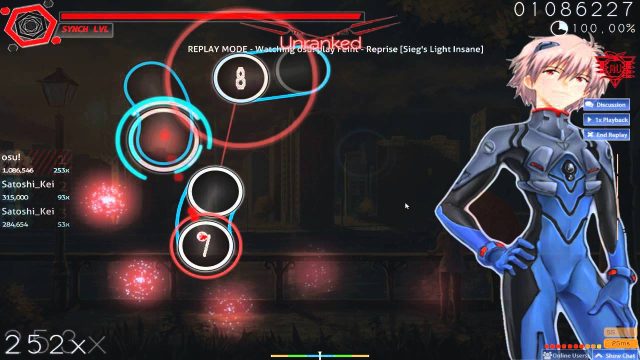 SYNCH LVL
01086227
100.00%
REPLAY MODE - Watching osu! play Feint - Reprise [Sieg's Light Insane]
Unranked
8
Discussion
1x Playback
End Replay
osu!
1,086,546 253x
Satoshi_Kei
315,000 93x
Satoshi_Kei
284,654 53x
9
252x
Online Users
Show Chat